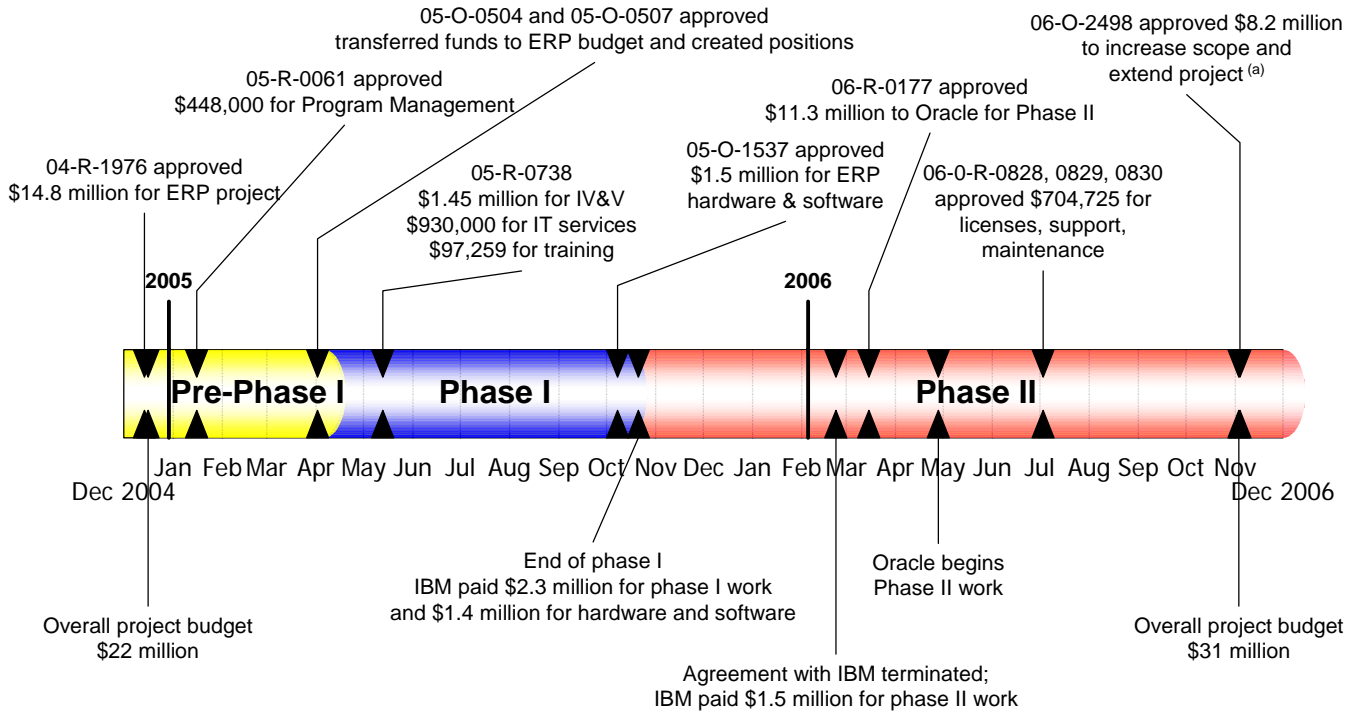 05-O-0504 and 05-O-0507 approved
transferred funds to ERP budget and created positions
06-O-2498 approved $8.2 million
to increase scope and
extend project (a)
05-R-0061 approved
$448,000 for Program Management
06-R-0177 approved
$11.3 million to Oracle for Phase II
04-R-1976 approved
$14.8 million for ERP project
05-R-0738
$1.45 million for IV&V
$930,000 for IT services
$97,259 for training
05-O-1537 approved
$1.5 million for ERP
hardware & software
06-0-R-0828, 0829, 0830
approved $704,725 for
licenses, support,
maintenance
2005
2006
Pre-Phase I
Phase I
Phase II
Jan Feb Mar Apr May Jun Jul Aug Sep Oct Nov Dec Jan Feb Mar Apr May Jun Jul Aug Sep Oct Nov
Dec 2004
Dec 2006
End of phase I
IBM paid $2.3 million for phase I work
and $1.4 million for hardware and software
Oracle begins
Phase II work
Overall project budget
$22 million
Overall project budget
$31 million
Agreement with IBM terminated;
IBM paid $1.5 million for phase II work